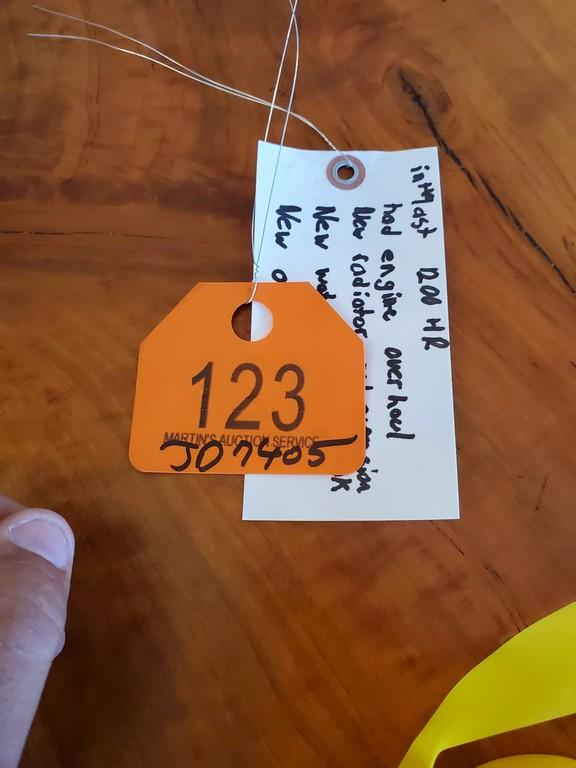 123
MARTIN'S AUCTION SERVICE
JD7405
1200 HR
had engine overhaul
New radiator
New
New